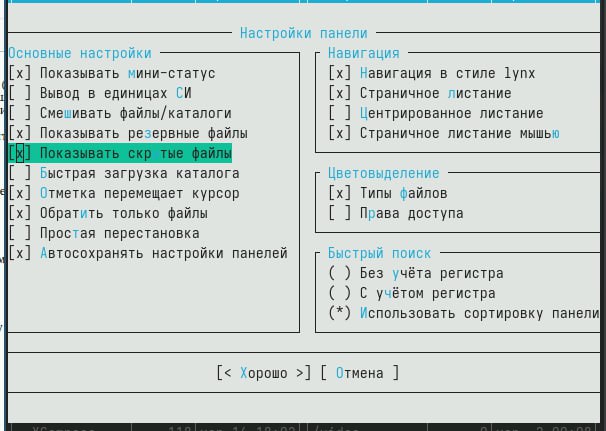 Настройки панели
Основные настройки
[x] Показывать мини-статус
[ ] Вывод в единицах СИ
[ ] Смешивать файлы/каталоги
[x] Показывать резервные файлы
[x] Показывать скр тые файлы
[ ] Быстрая загрузка каталога
[x] Отметка перемещает курсор
[x] Обратить только файлы
[ ] Простая перестановка
[x] Автосохранять настройки панелей
Навигация
[x] Навигация в стиле lynx
[x] Страничное листание
[ ] Центрированное листание
[x] Страничное листание мышью
Цветовыделение
[x] Типы файлов
[ ] Права доступа
Быстрый поиск
( ) Без учёта регистра
( ) С учётом регистра
(*) Использовать сортировку панели
[< Хорошо >] [ Отмена ]